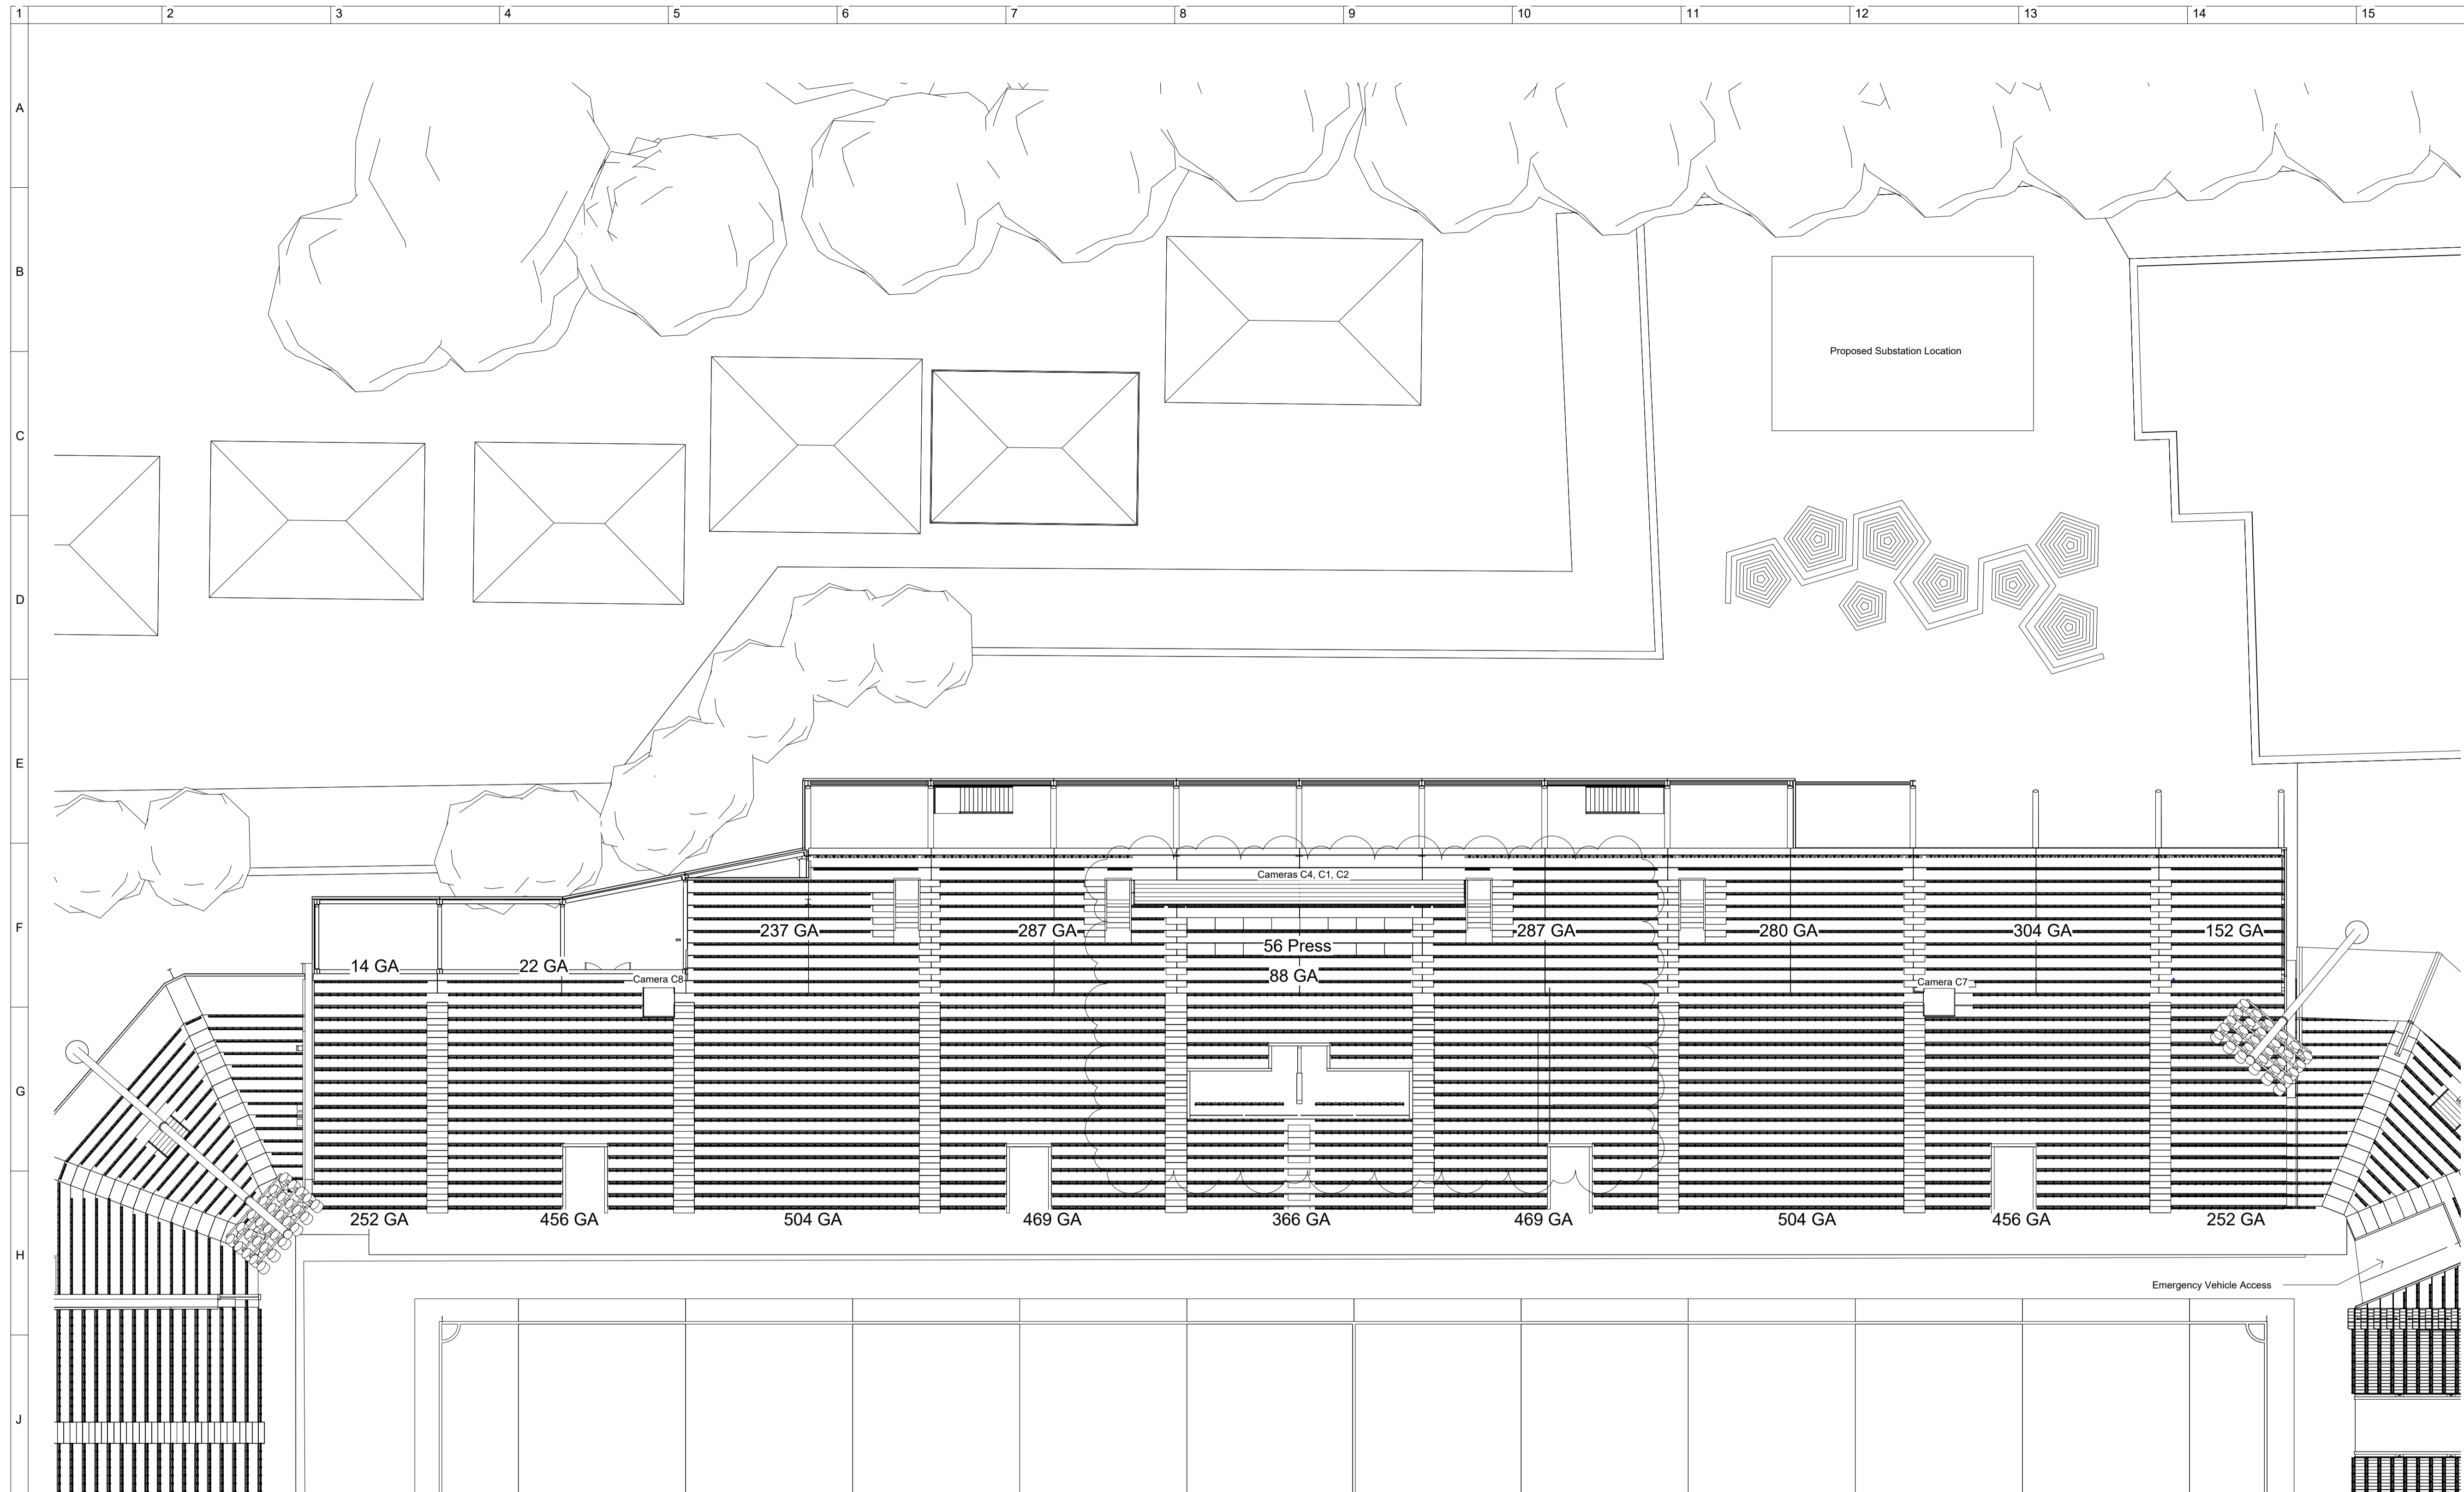 1 2 3 4 5 6 7 8 9 10 11 12 13 14 15
A
B
Proposed Substation Location
C
D
E
Cameras C4, C1, C2
F
237 GA 287 GA 287 GA 280 GA 304 GA 152 GA
56 Press
14 GA 22 GA
88 GA
Camera C8
Camera C7
G
252 GA 456 GA 504 GA 469 GA 366 GA 469 GA 504 GA 456 GA 252 GA
H
Emergency Vehicle Access
J